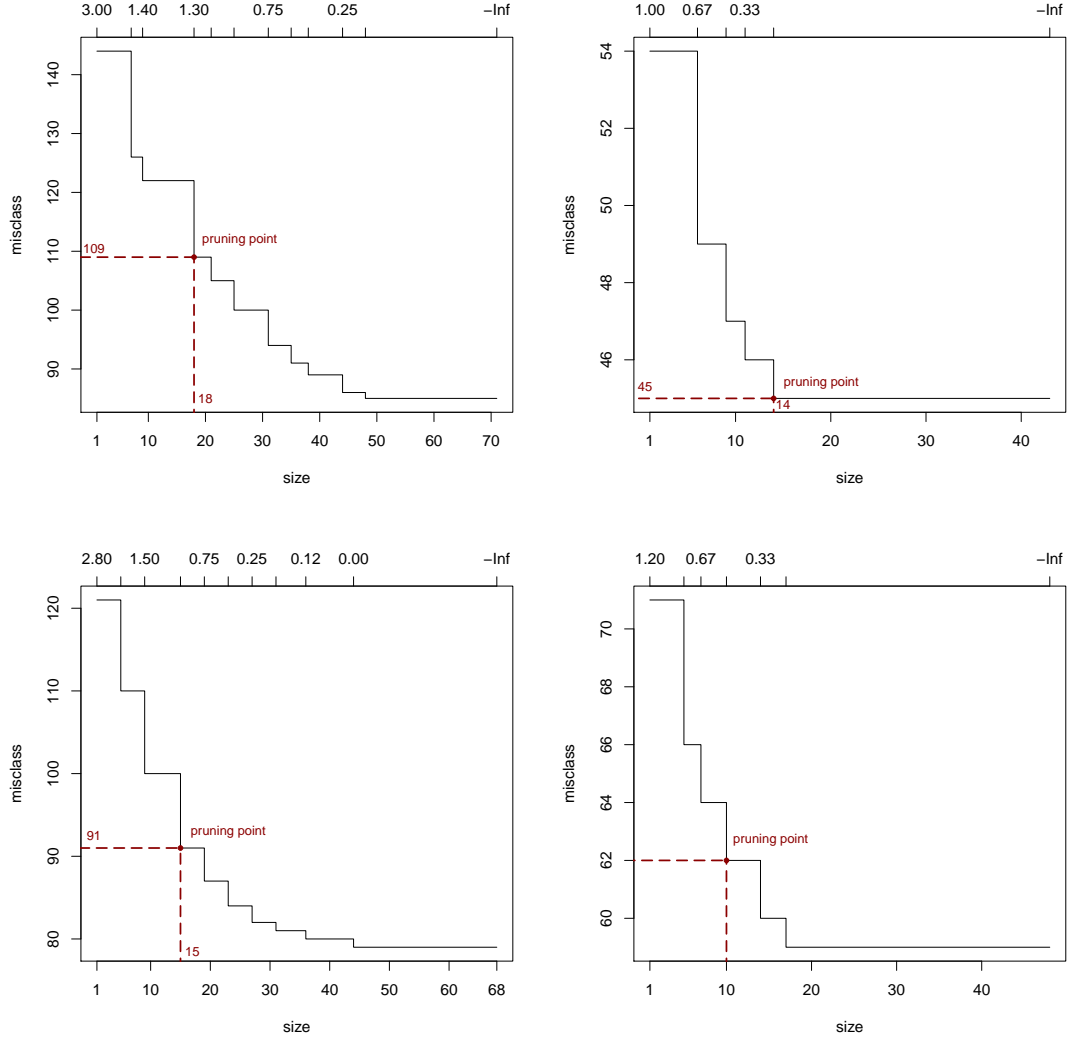 3.00 1.40 1.30 0.75 0.25 −Inf
misclass
140
130
120
110
100
90
109
pruning point
18
1 10 20 30 40 50 60 70
size
1.00 0.67 0.33 −Inf
misclass
54
52
50
48
46
45
pruning point
14
1 10 20 30 40
size
2.80 1.50 0.75 0.25 0.12 0.00 −Inf
misclass
120
110
100
90
80
91
pruning point
15
1 10 20 30 40 50 60 68
size
1.20 0.67 0.33 −Inf
misclass
70
68
66
64
62
60
pruning point
1 10 20 30 40
size